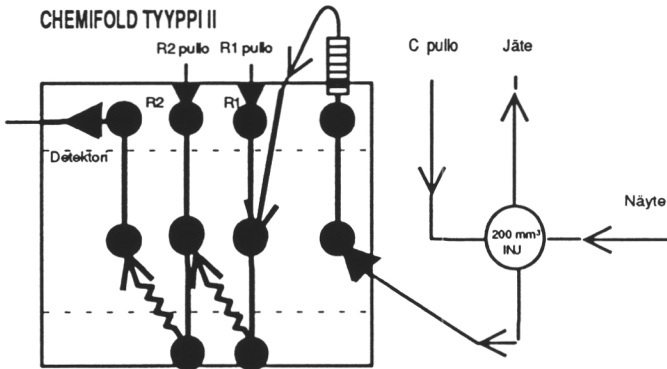 CHEMIFOLD TYYPPI II
R2 pullo R1 pullo
C pullo Jäte
R2 R1
Detektori
Näyte
200 mm³
INJ